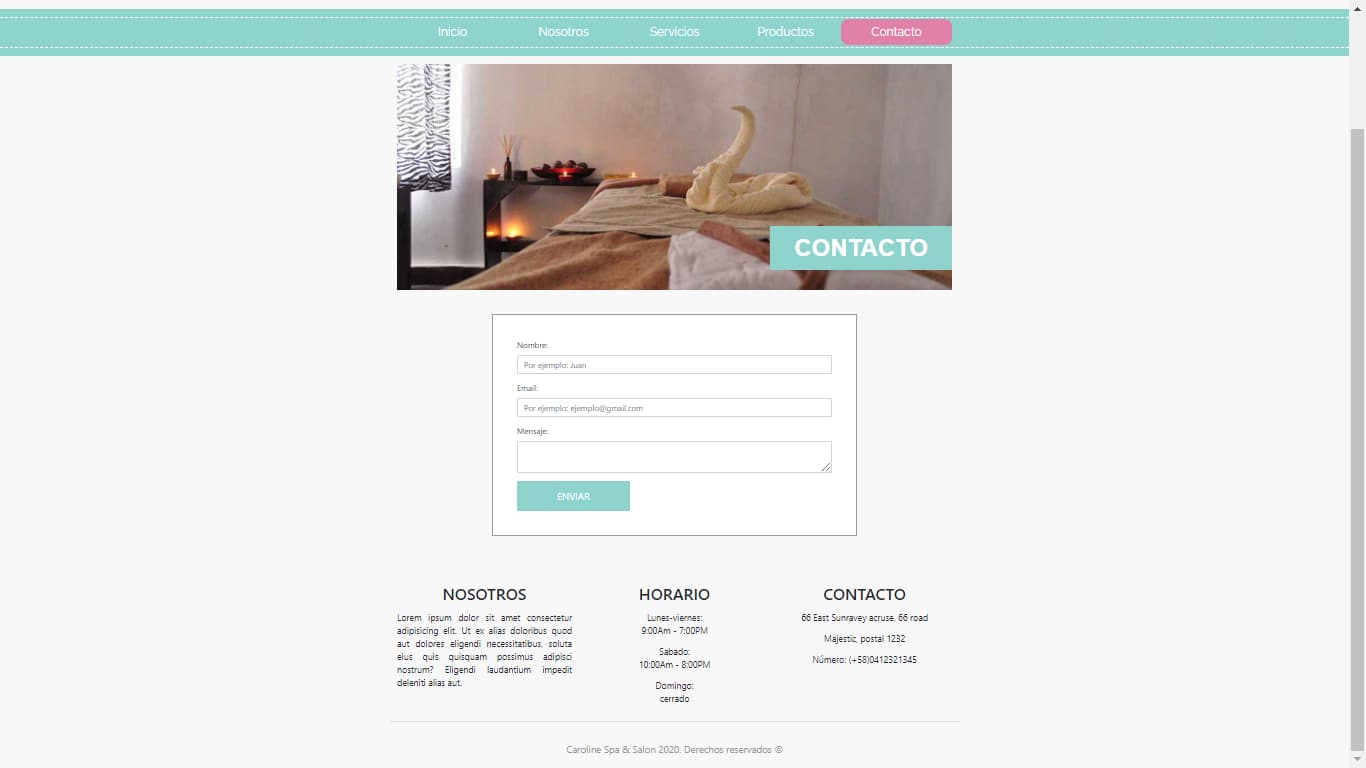 Inicio Nosotros Servicios Productos Contacto
CONTACTO
Nombre:
Por ejemplo: Juan
Email:
Por ejemplo: ejemplo@gmail.com
Mensaje:
ENVIAR
NOSOTROS
Lorem ipsum dolor sit amet consectetur
adipisicing elit. Ut ex alias doloribus quod
aut dolores eligendi necessitatibus, soluta
eius quis quisquam possimus adipisci
nostrum? Eligendi laudantium impedit
deleniti alias aut.
HORARIO
Lunes-viernes:
9:00Am - 7:00PM
Sabado:
10:00Am - 8:00PM
Domingo:
cerrado
CONTACTO
66 East Sunravey acruse, 66 road
Majestic, postal 1232
Número: (+58)0412321345
Caroline Spa & Salon 2020. Derechos reservados ©